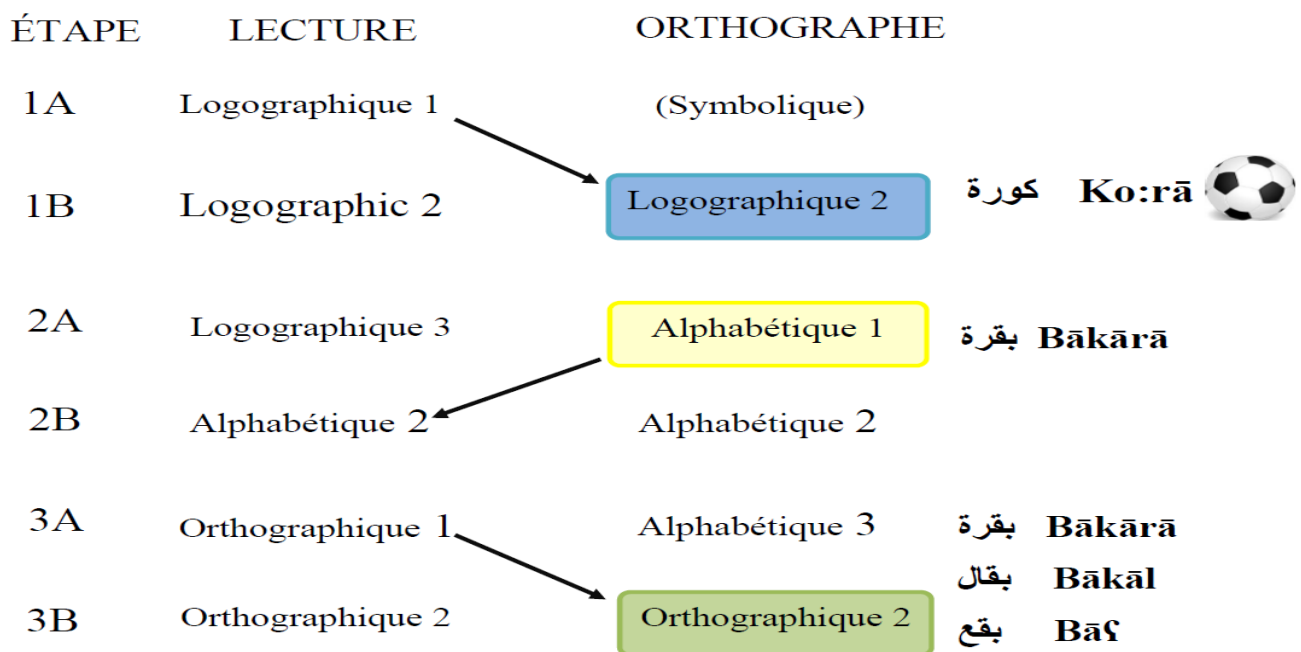 ÉTAPE LECTURE ORTHOGRAPHE
1A Logographique 1 (Symbolique)
1B Logographic 2 Logographique 2 كورة Ko:rā
2A Logographique 3 Alphabétique 1 بقرة Bākārā
2B Alphabétique 2 Alphabétique 2
3A Orthographique 1 Alphabétique 3 بقرة Bākārā
بقال Bākāl
3B Orthographique 2 Orthographique 2 بقع Bāʕ